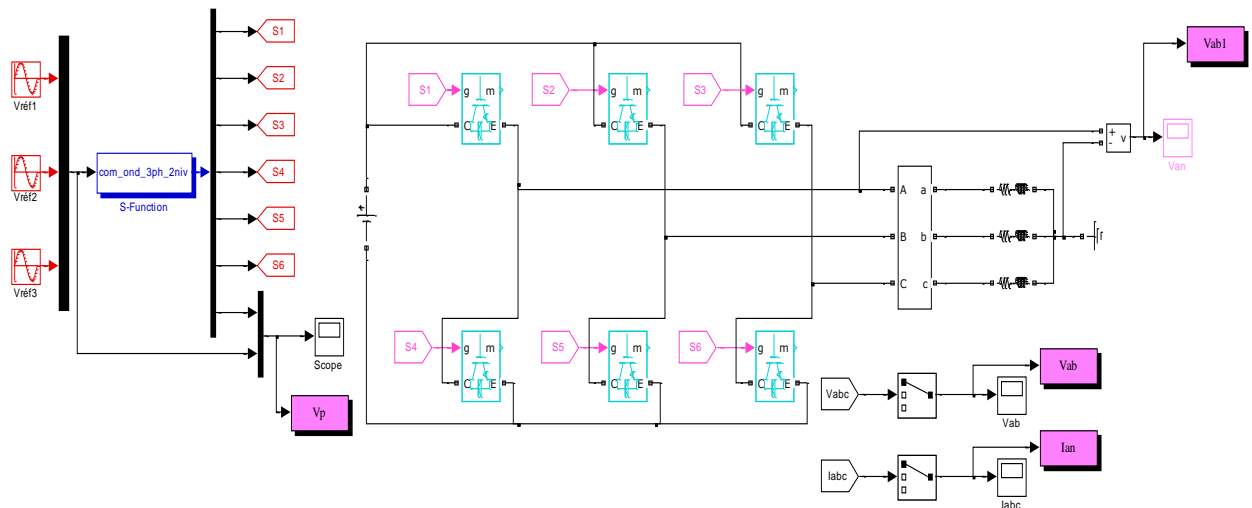 Vréf1
Vréf2
Vréf3
com_ond_3ph_2niv
S-Function
S1
S2
S3
S4
S5
S6
Scope
Vp
S1
g m
C E
S2
g m
C E
S3
g m
C E
S4
g m
C E
S5
g m
C E
S6
g m
C E
+
-
v
Vab1
Van
A a
B b
C c
Vabc
Vab
Vab
Iabc
Ian
Iabc